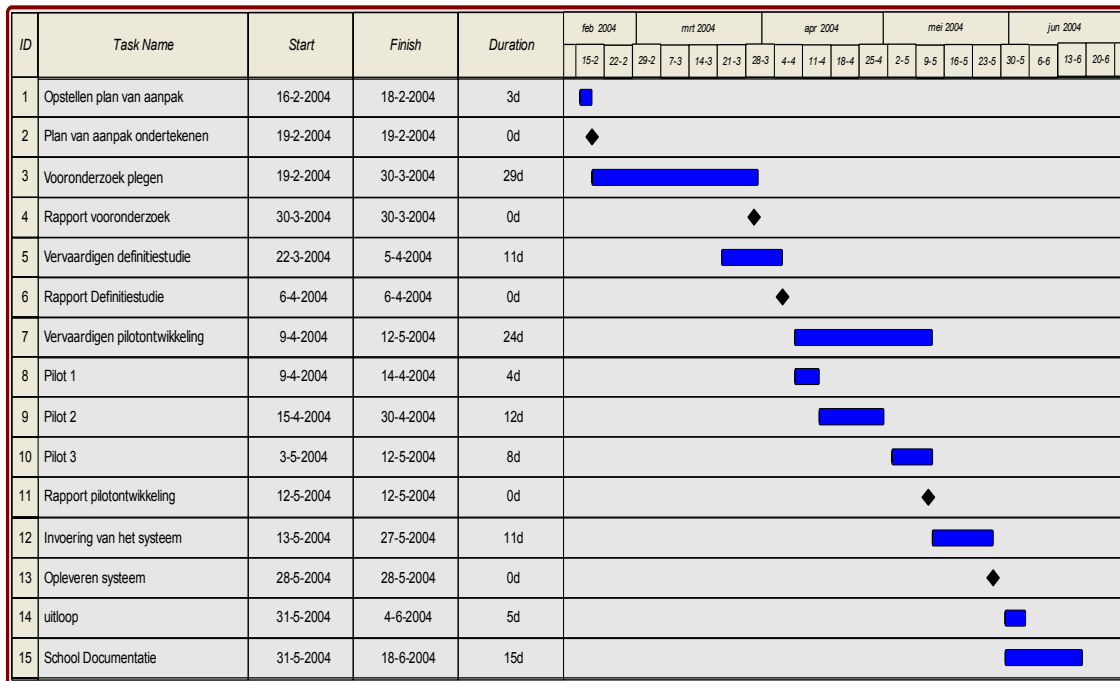 ID Task Name Start Finish Duration feb 2004 mrt 2004 apr 2004 mei 2004 jun 2004
15-2 22-2 29-2 7-3 14-3 21-3 28-3 4-4 11-4 18-4 25-4 2-5 9-5 16-5 23-5 30-5 6-6 13-6 20-6
1 Opstellen plan van aanpak 16-2-2004 18-2-2004 3d
2 Plan van aanpak ondertekenen 19-2-2004 19-2-2004 0d
3 Vooronderzoek plegen 19-2-2004 30-3-2004 29d
4 Rapport vooronderzoek 30-3-2004 30-3-2004 0d
5 Vervaardigen definitiestudie 22-3-2004 5-4-2004 11d
6 Rapport Definitiestudie 6-4-2004 6-4-2004 0d
7 Vervaardigen pilotontwikkeling 9-4-2004 12-5-2004 24d
8 Pilot 1 9-4-2004 14-4-2004 4d
9 Pilot 2 15-4-2004 30-4-2004 12d
10 Pilot 3 3-5-2004 12-5-2004 8d
11 Rapport pilotontwikkeling 12-5-2004 12-5-2004 0d
12 Invoering van het systeem 13-5-2004 27-5-2004 11d
13 Opleveren systeem 28-5-2004 28-5-2004 0d
14 uitloop 31-5-2004 4-6-2004 5d
15 School Documentatie 31-5-2004 18-6-2004 15d